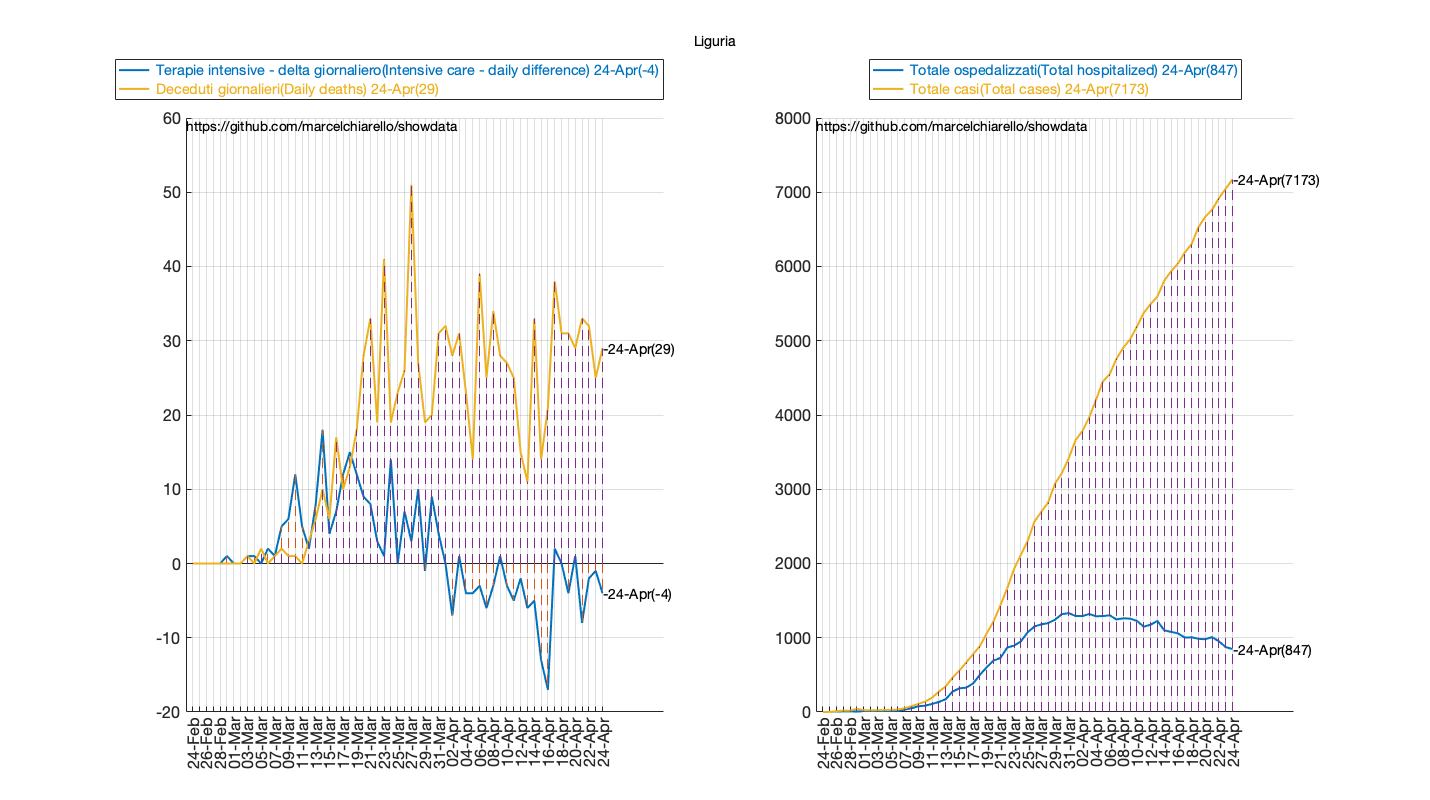 Liguria
Terapie intensive - delta giornaliero(Intensive care - daily difference) 24-Apr(-4)
Deceduti giornalieri(Daily deaths) 24-Apr(29)
https://github.com/marcelchiarello/showdata
60
50
40
30
20
10
0
-10
-20
-24-Apr(29)
-24-Apr(-4)
24-Feb
26-Feb
28-Feb
01-Mar
03-Mar
05-Mar
07-Mar
09-Mar
11-Mar
13-Mar
15-Mar
17-Mar
19-Mar
21-Mar
23-Mar
25-Mar
27-Mar
29-Mar
31-Mar
02-Apr
04-Apr
06-Apr
08-Apr
10-Apr
12-Apr
14-Apr
16-Apr
18-Apr
20-Apr
22-Apr
24-Apr
Totale ospedalizzati(Total hospitalized) 24-Apr(847)
Totale casi(Total cases) 24-Apr(7173)
https://github.com/marcelchiarello/showdata
8000
7000
6000
5000
4000
3000
2000
1000
0
-24-Apr(7173)
-24-Apr(847)
24-Feb
26-Feb
28-Feb
01-Mar
03-Mar
05-Mar
07-Mar
09-Mar
11-Mar
13-Mar
15-Mar
17-Mar
19-Mar
21-Mar
23-Mar
25-Mar
27-Mar
29-Mar
31-Mar
02-Apr
04-Apr
06-Apr
08-Apr
10-Apr
12-Apr
14-Apr
16-Apr
18-Apr
20-Apr
22-Apr
24-Apr